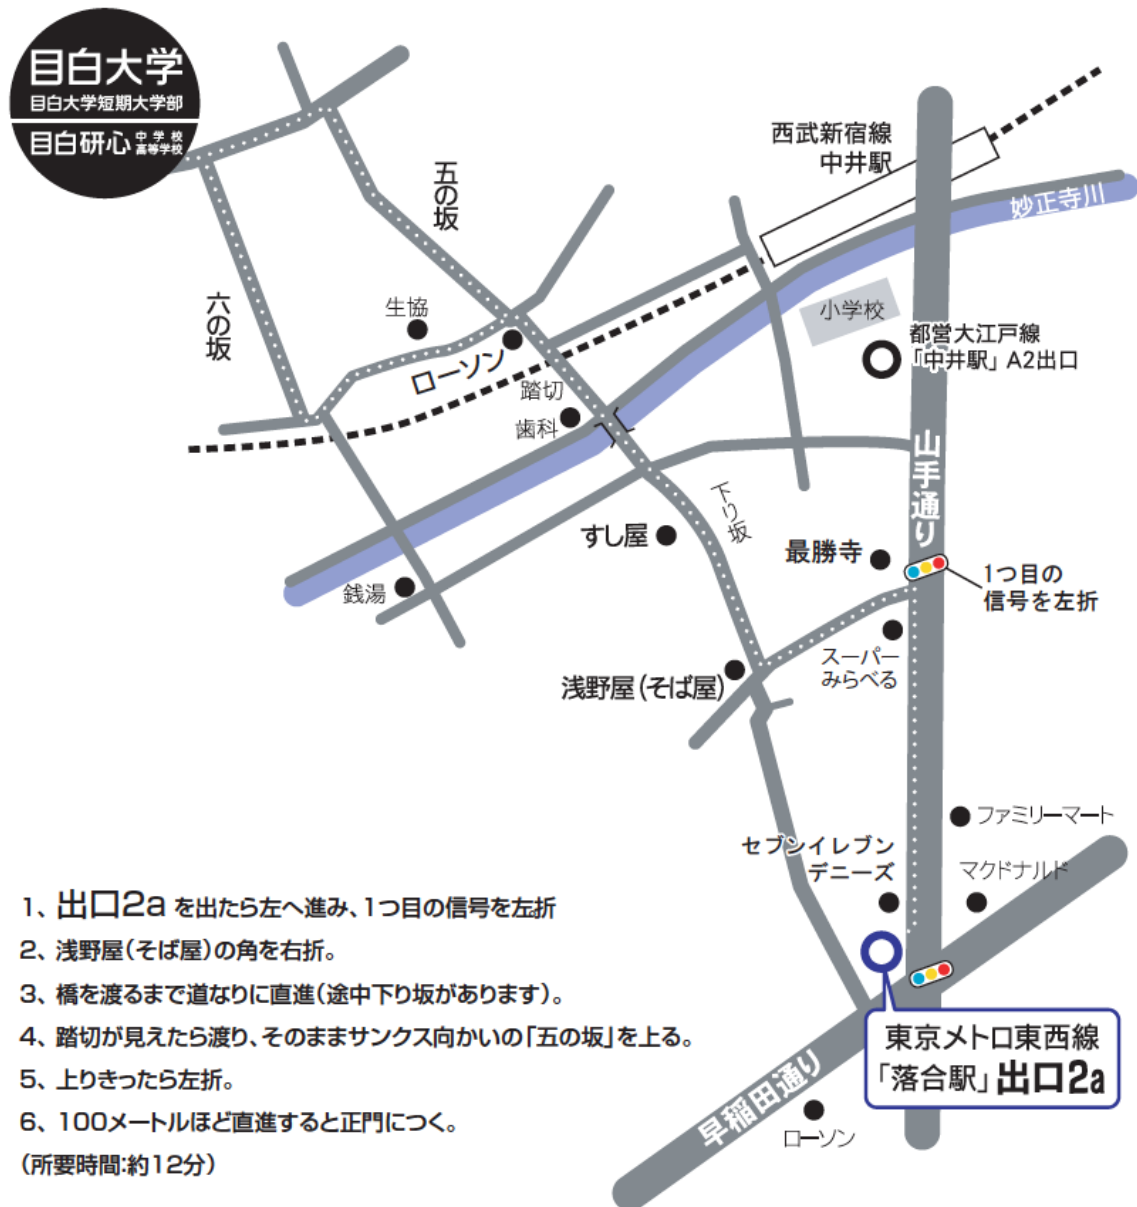 目白大学
目白大学短期大学部
目白研心 中学校
高等学校
西武新宿線
中井駅
妙正寺川
五の坂
六の坂
生協
ローソン
小学校
都営大江戸線
「中井駅」A2出口
踏切
歯科
山手通り
下り坂
すし屋
最勝寺
1つ目の
信号を左折
銭湯
スーパー
みらべる
浅野屋(そば屋)
ファミリーマート
セブンイレブン
デニーズ
マクドナルド
東京メトロ東西線
「落合駅」出口2a
早稲田通り
ローソン
1、出口2a を出たら左へ進み、1つ目の信号を左折
2、浅野屋(そば屋)の角を右折。
3、橋を渡るまで道なりに直進(途中下り坂があります)。
4、踏切が見えたら渡り、そのままサンクス向かいの「五の坂」を上る。
5、上りきったら左折。
6、100メートルほど直進すると正門につく。
(所要時間:約12分)